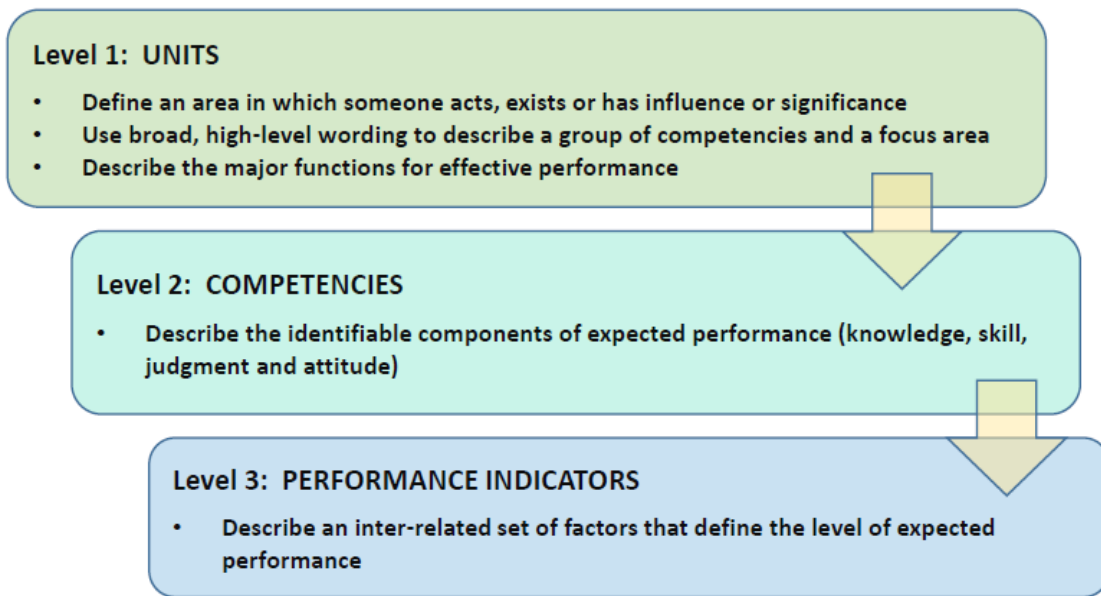 Level 1:  UNITS
• Define an area in which someone acts, exists or has influence or significance
• Use broad, high-level wording to describe a group of competencies and a focus area
• Describe the major functions for effective performance
Level 2:  COMPETENCIES
• Describe the identifiable components of expected performance (knowledge, skill,
judgment and attitude)
Level 3:  PERFORMANCE INDICATORS
• Describe an inter-related set of factors that define the level of expected
performance